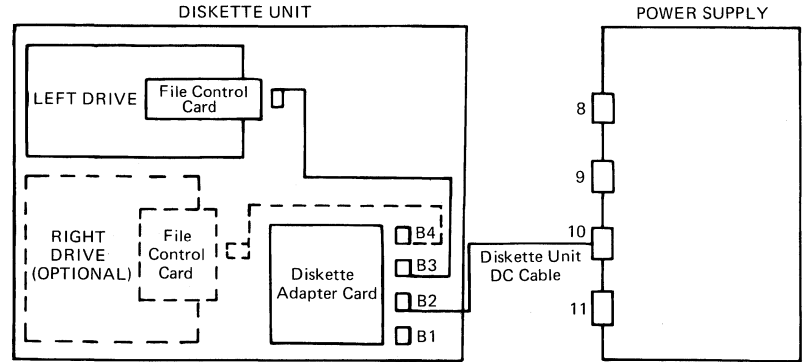 DISKETTE UNIT
POWER SUPPLY
LEFT DRIVE
File Control
Card
8
9
RIGHT
DRIVE
(OPTIONAL)
File
Control
Card
Diskette
Adapter Card
B4
B3
B2
B1
10
Diskette Unit
DC Cable
11